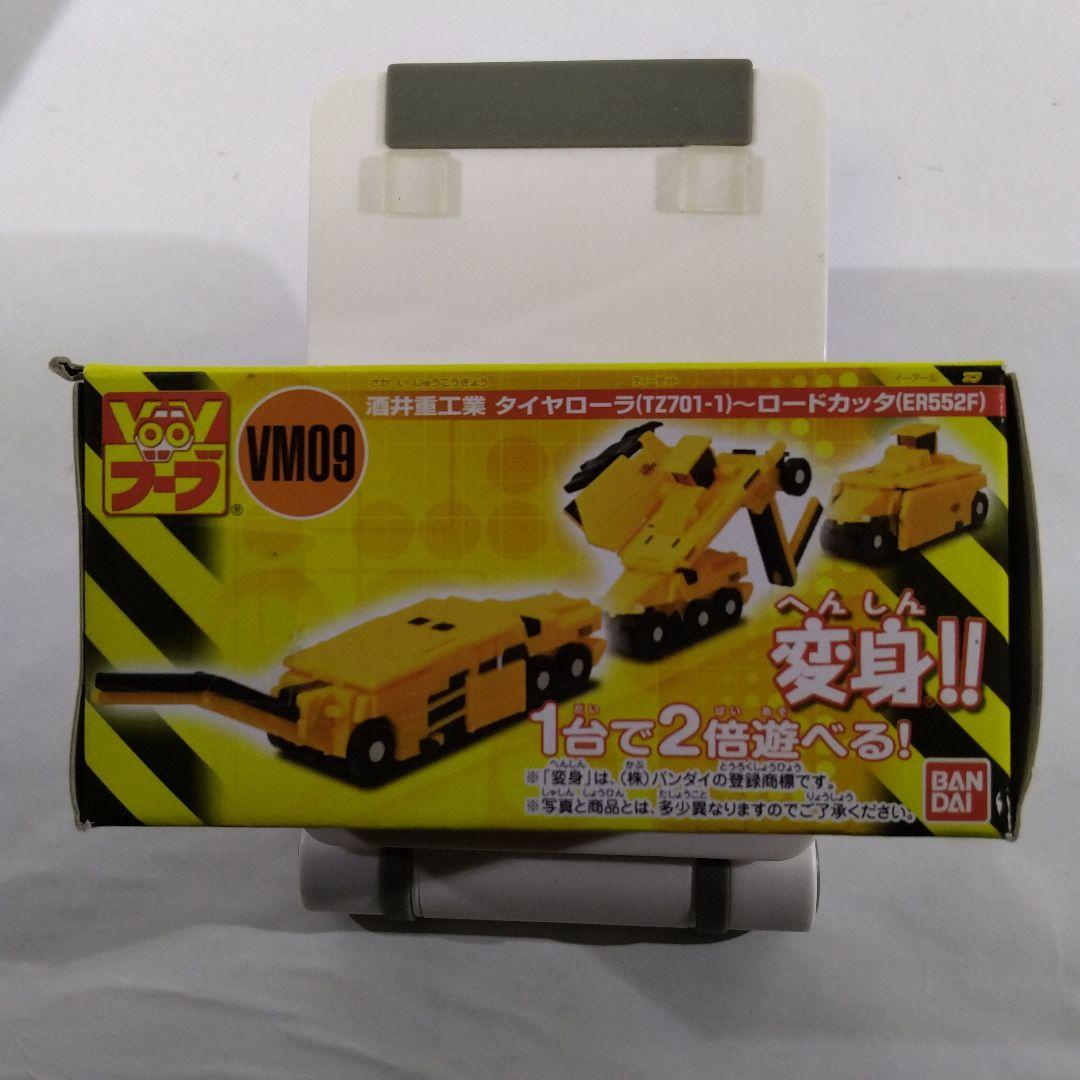 さかいじゅうこうぎょう ディーゼット イーアール
酒井重工業 タイヤローラ(TZ701-1)～ロードカッタ(ER552F)
ブーブ
®
VM09
へんしん
変身!!
®
だい ばい あそ
1台で2倍遊べる!
へんしん かぶ とうろくしょうひょう
※「変身」は、(株)バンダイの登録商標です。
しゃしん しょうひん たしょうこと りょうしょう
※写真と商品とは、多少異なりますのでご了承ください。
BAN
DAI